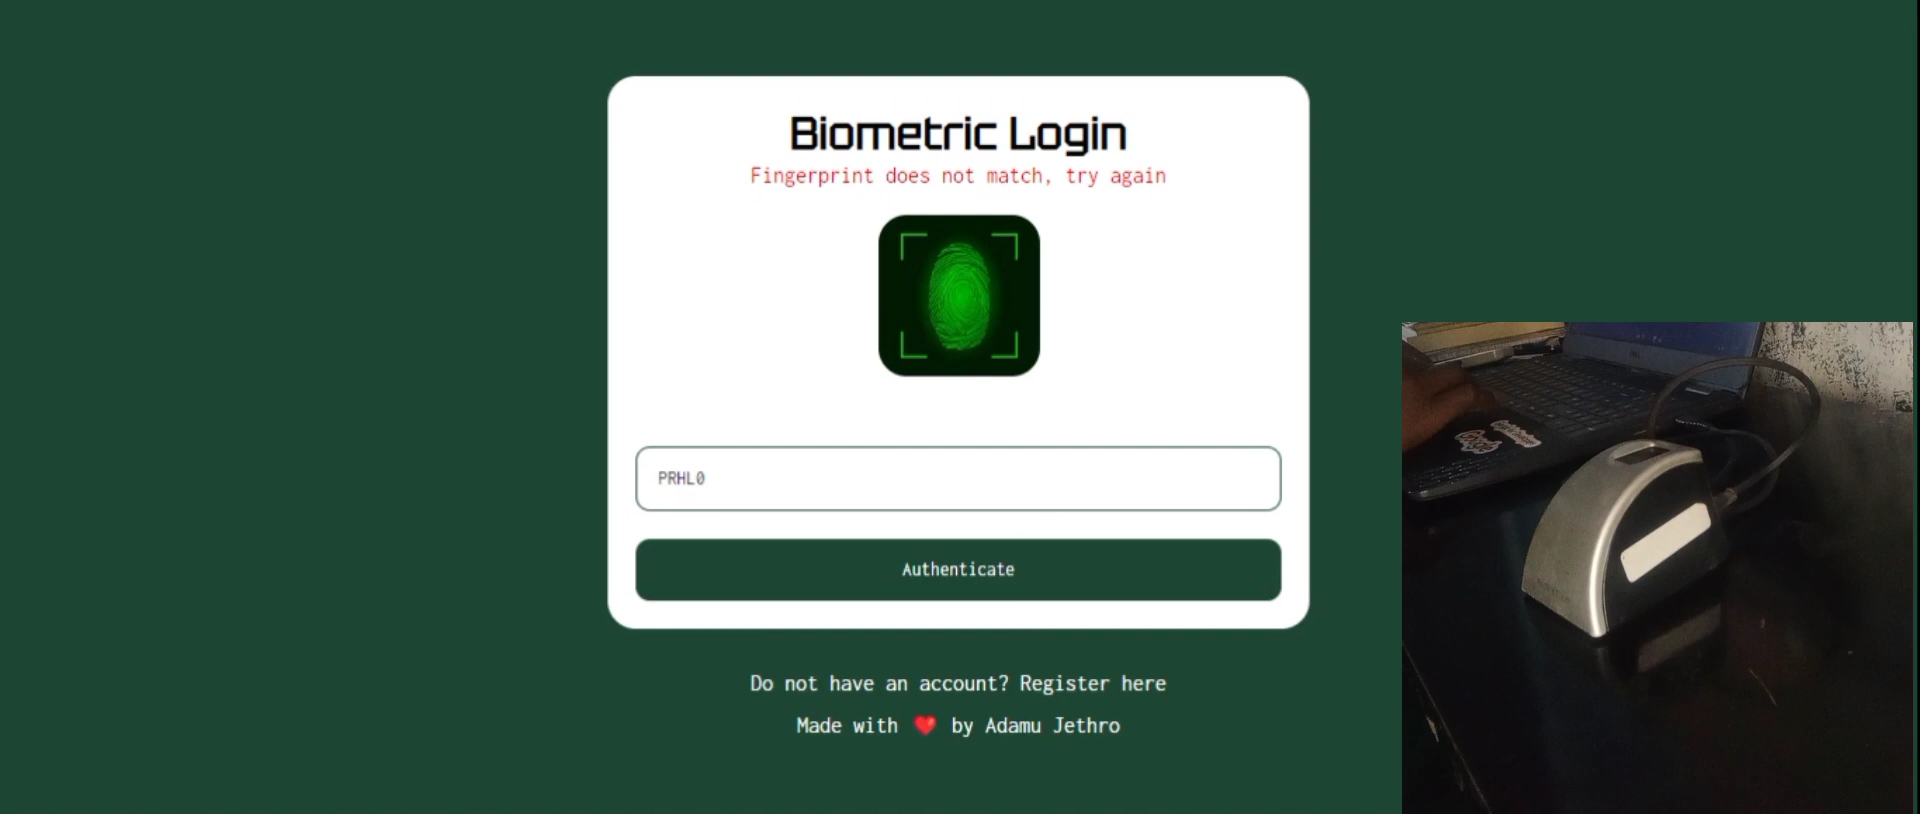 Biometric Login
Fingerprint does not match, try again
PRHL0
Authenticate
Do not have an account? Register here
Made with ❤️ by Adamu Jethro
Google